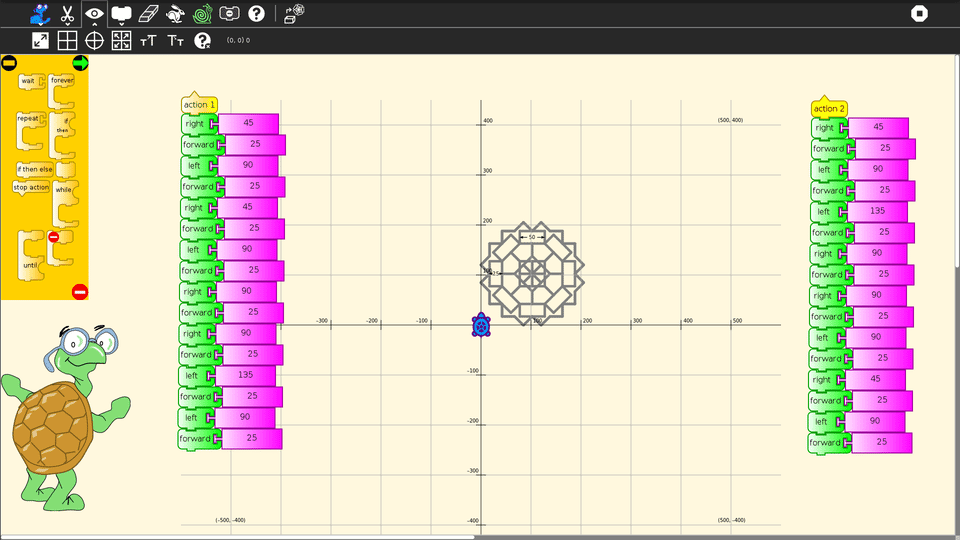 (0, 0) 0
wait forever
repeat if then
if then else
stop action while
until
action 1
right 45
forward 25
left 90
forward 25
right 45
forward 25
left 90
forward 25
right 90
forward 25
right 90
forward 25
left 135
forward 25
left 90
forward 25
400
(500, 400)
300
200
50
25
-300 -200 -100 100 200 300 400 500
-100
-200
-300
-400
(-500, -400)
(500, -400)
action 2
right 45
forward 25
left 90
forward 25
left 135
forward 25
right 90
forward 25
right 90
forward 25
left 90
forward 25
right 45
forward 25
left 90
forward 25